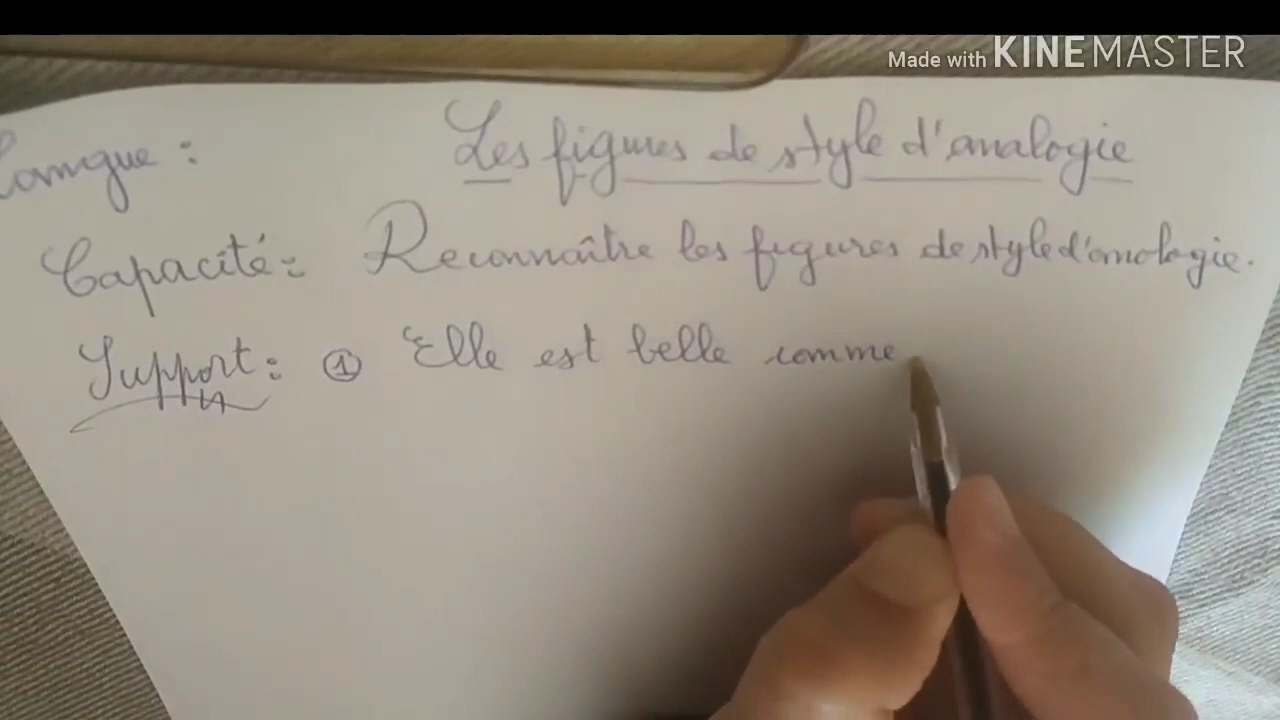 Made with KINEMASTER
Langue : Les figures de style d'analogie
Capacité : Reconnaître les figures de style d'analogie.
Support : ① Elle est belle comme